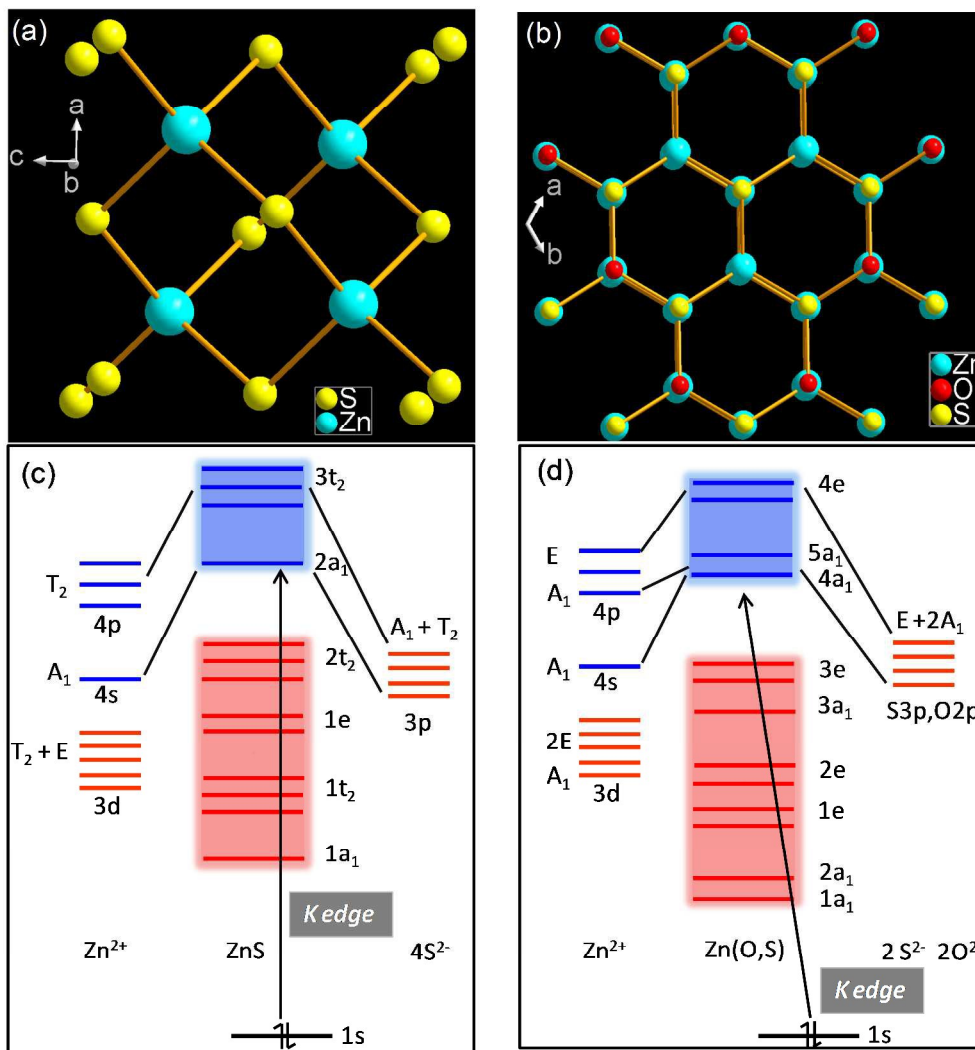 (a)
a
c
b
S
Zn
(b)
a
b
Zn
O
S
(c)
3t₂
2a₁
T₂
4p
A₁
4s
T₂ + E
3d
2t₂
1e
1t₂
1a₁
A₁ + T₂
3p
K edge
Zn²⁺ ZnS 4S²⁻
1s
(d)
4e
5a₁
4a₁
E
A₁
4p
A₁
4s
2E
A₁
3d
3e
3a₁
2e
1e
2a₁
1a₁
E +2A₁
S3p,O2p
Zn²⁺ Zn(O,S) 2 S²⁻ 2O²
K edge
1s